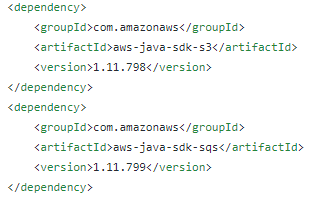 <dependency>
    <groupId>com.amazonaws</groupId>
    <artifactId>aws-java-sdk-s3</artifactId>
    <version>1.11.798</version>
</dependency>
<dependency>
    <groupId>com.amazonaws</groupId>
    <artifactId>aws-java-sdk-sqs</artifactId>
    <version>1.11.799</version>
</dependency>